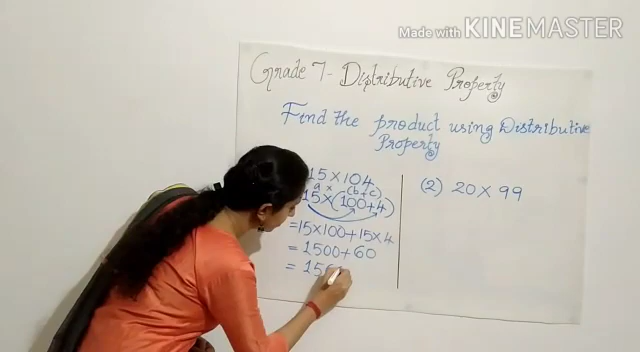 Made with KINEMASTER
Grade 7- Distributive Property
Find the product using Distributive
Property
15 × 104
a × (b+c)
15×(100+4)
=15×100+15×4
= 1500+60
= 156
(2) 20 × 99